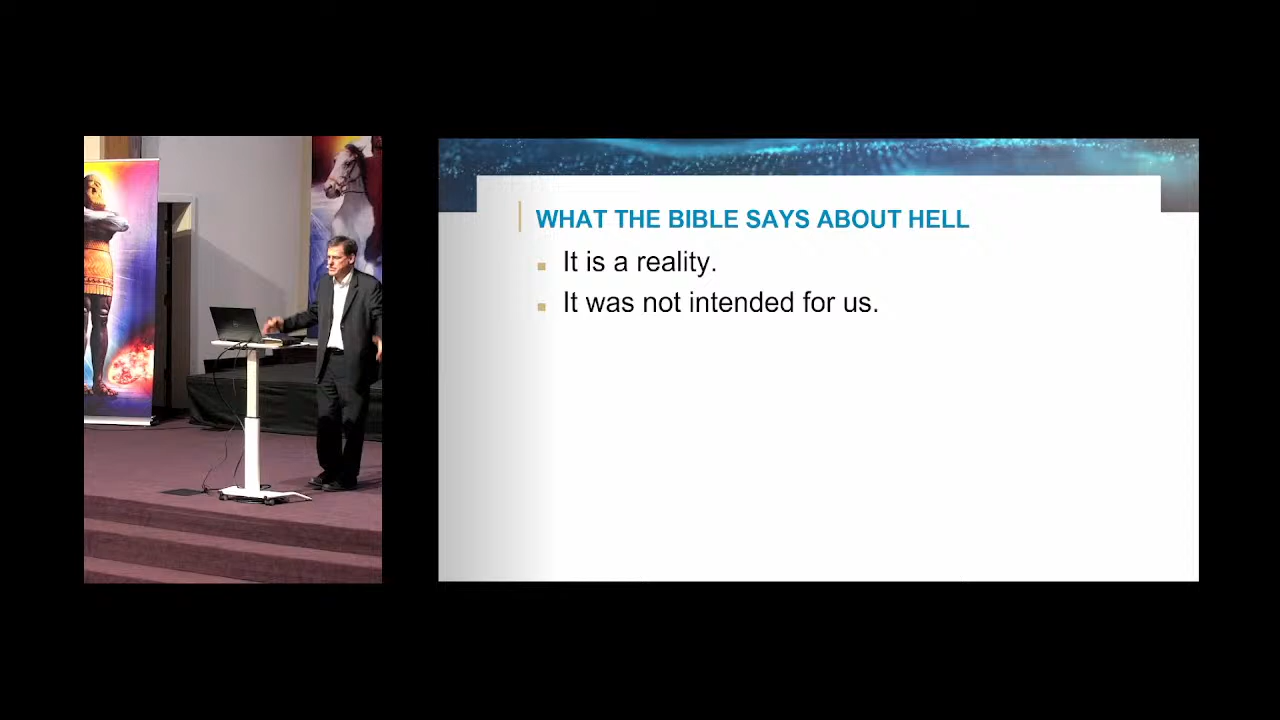 WHAT THE BIBLE SAYS ABOUT HELL
It is a reality.
It was not intended for us.